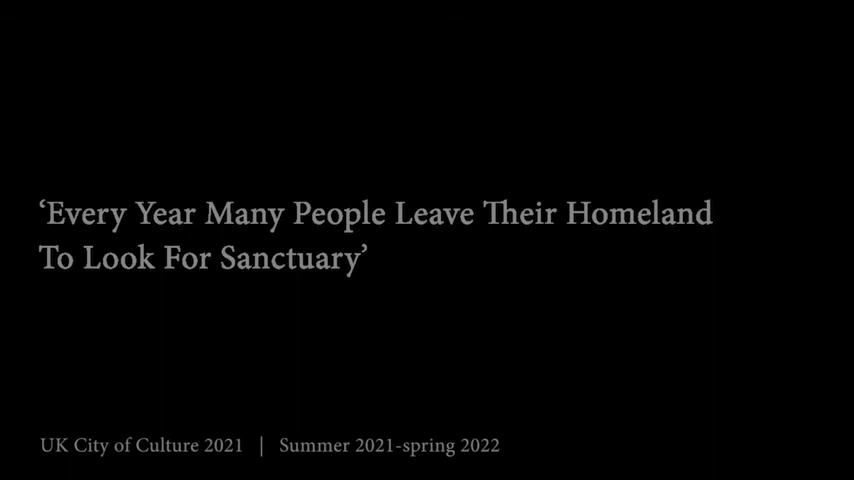 ‘Every Year Many People Leave Their Homeland
To Look For Sanctuary’
UK City of Culture 2021 | Summer 2021-spring 2022